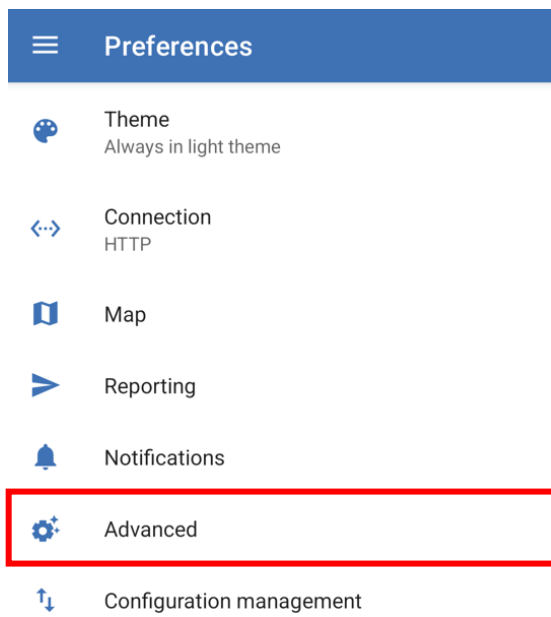 Preferences
Theme
Always in light theme
Connection
HTTP
Map
Reporting
Notifications
Advanced
Configuration management